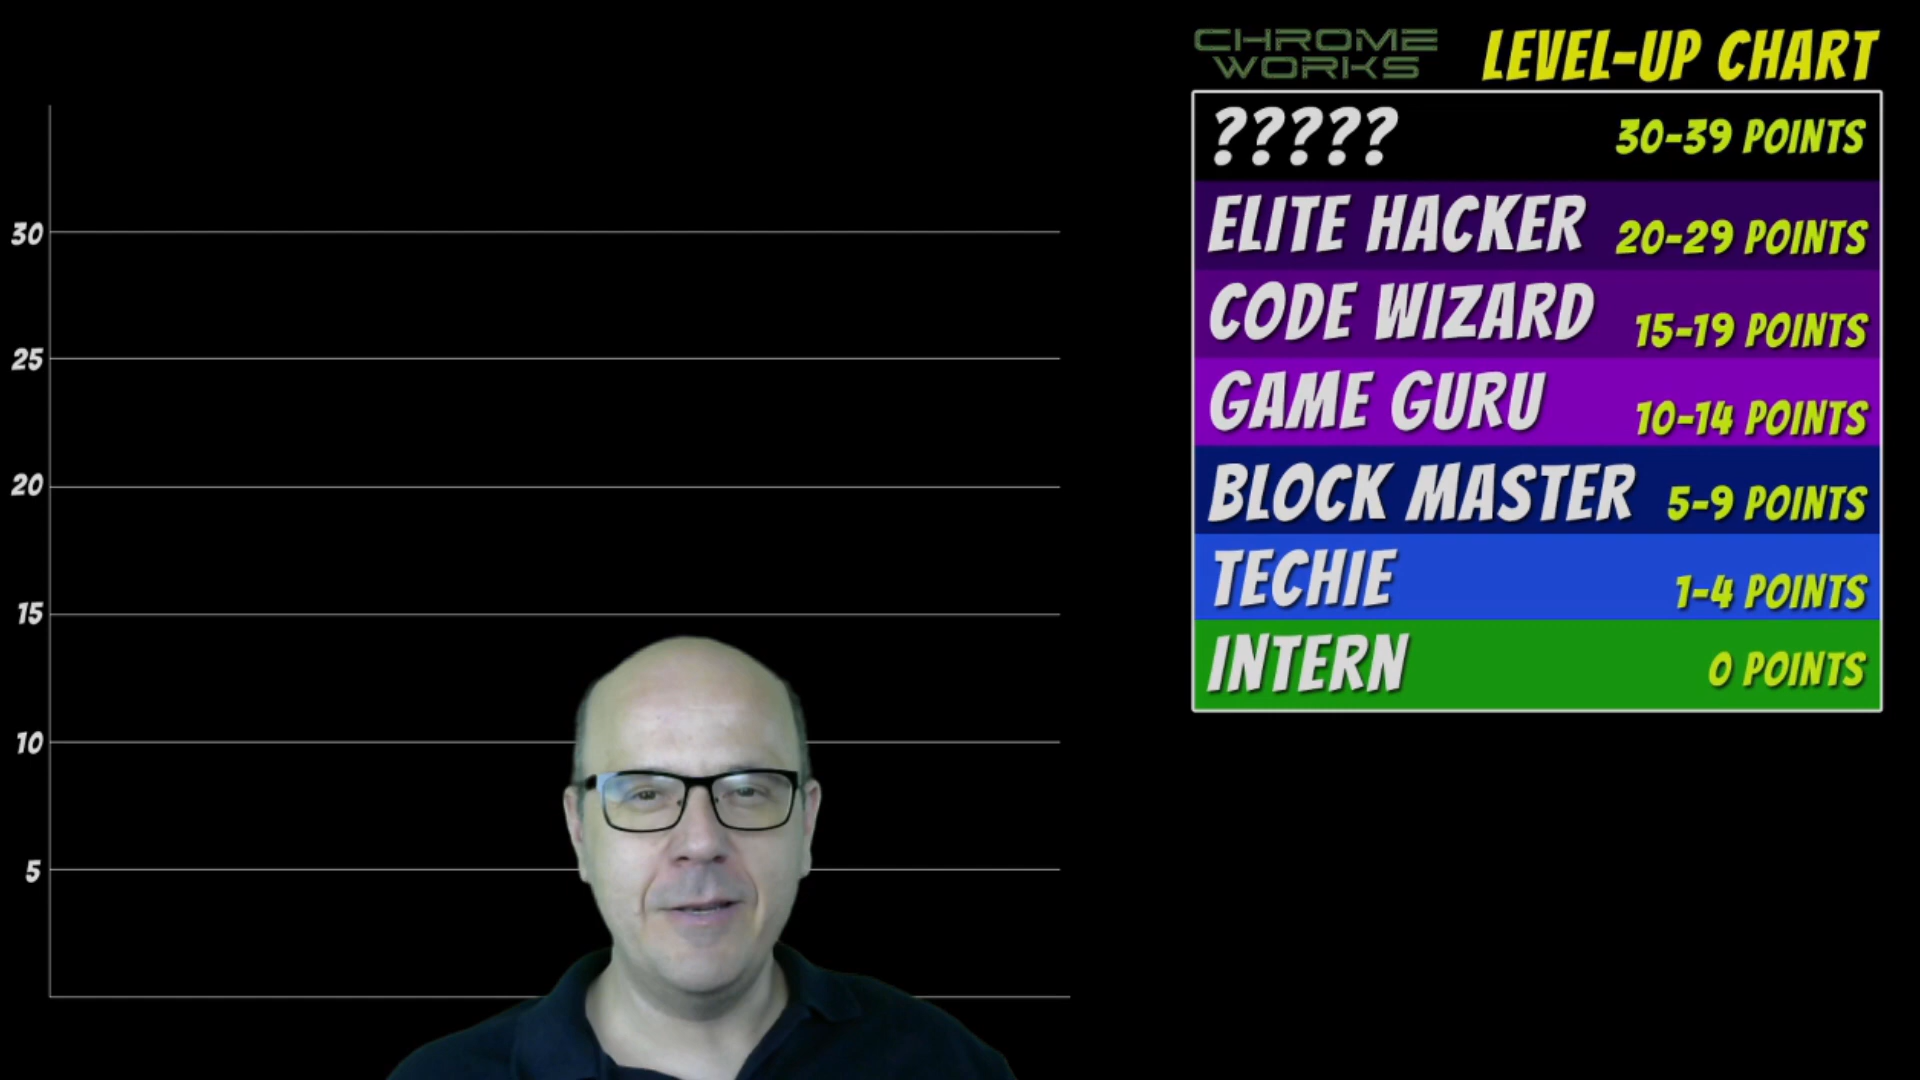 CHROME
WORKS
LEVEL-UP CHART
????? 30-39 POINTS
ELITE HACKER 20-29 POINTS
CODE WIZARD 15-19 POINTS
GAME GURU 10-14 POINTS
BLOCK MASTER 5-9 POINTS
TECHIE 1-4 POINTS
INTERN 0 POINTS
30
25
20
15
10
5